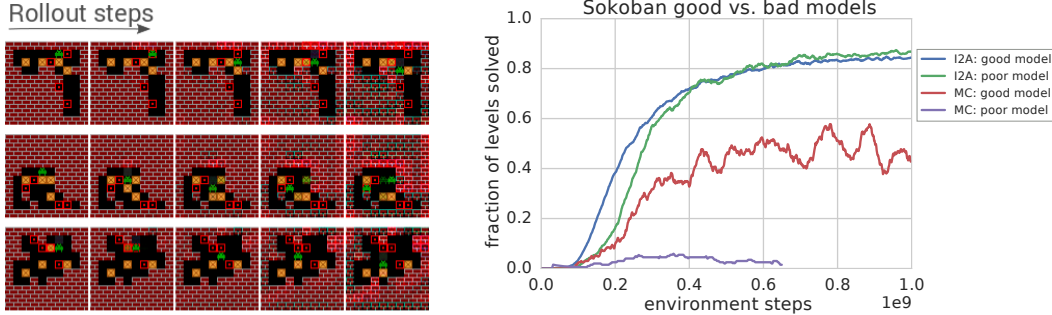 Rollout steps
Sokoban good vs. bad models
fraction of levels solved
1.0
0.8
0.6
0.4
0.2
0.0
0.0 0.2 0.4 0.6 0.8 1.0
1e9
environment steps
I2A: good model
I2A: poor model
MC: good model
MC: poor model